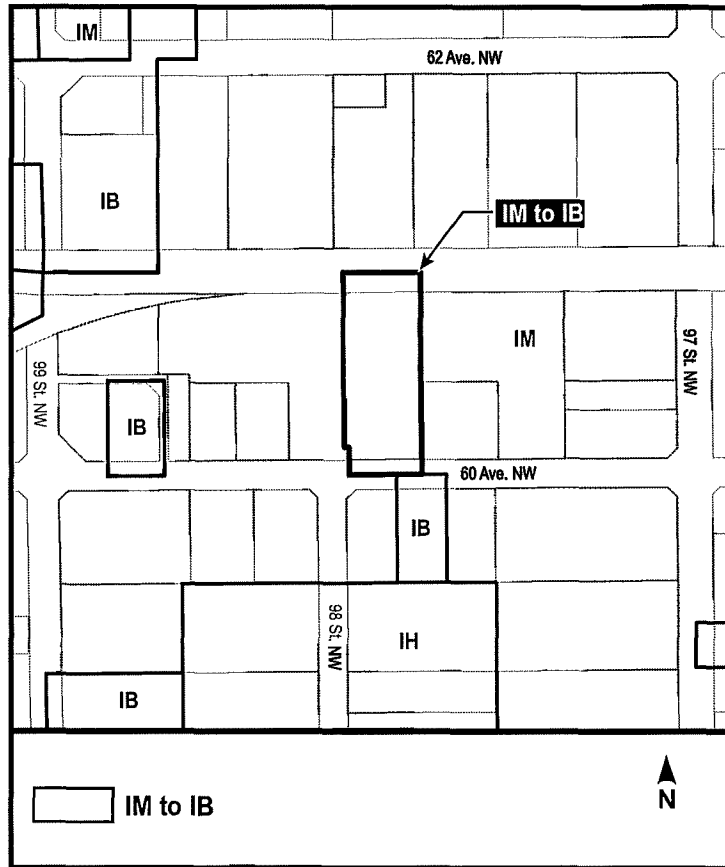 IM
62 Ave. NW
IB
IM to IB
IM
97 St. NW
99 St. NW
IB
60 Ave. NW
IB
98 St. NW
IH
IB
IM to IB
N